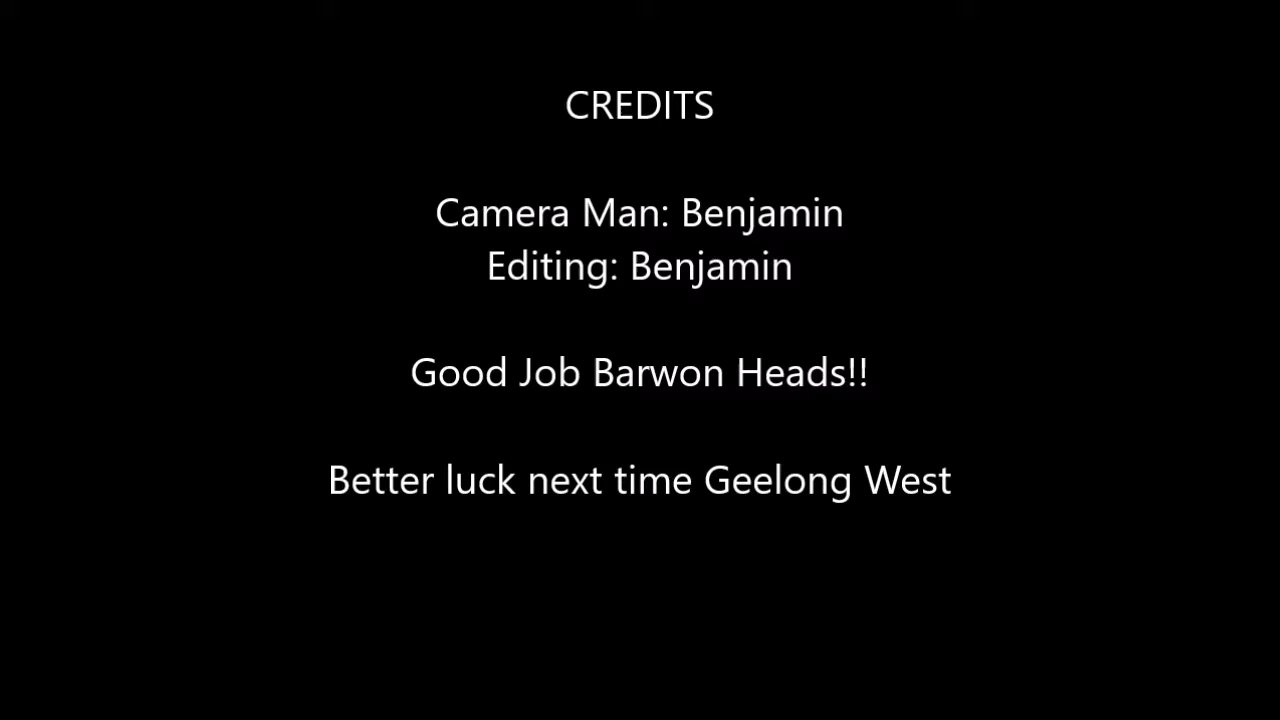 CREDITS
Camera Man: Benjamin
Editing: Benjamin
Good Job Barwon Heads!!
Better luck next time Geelong West